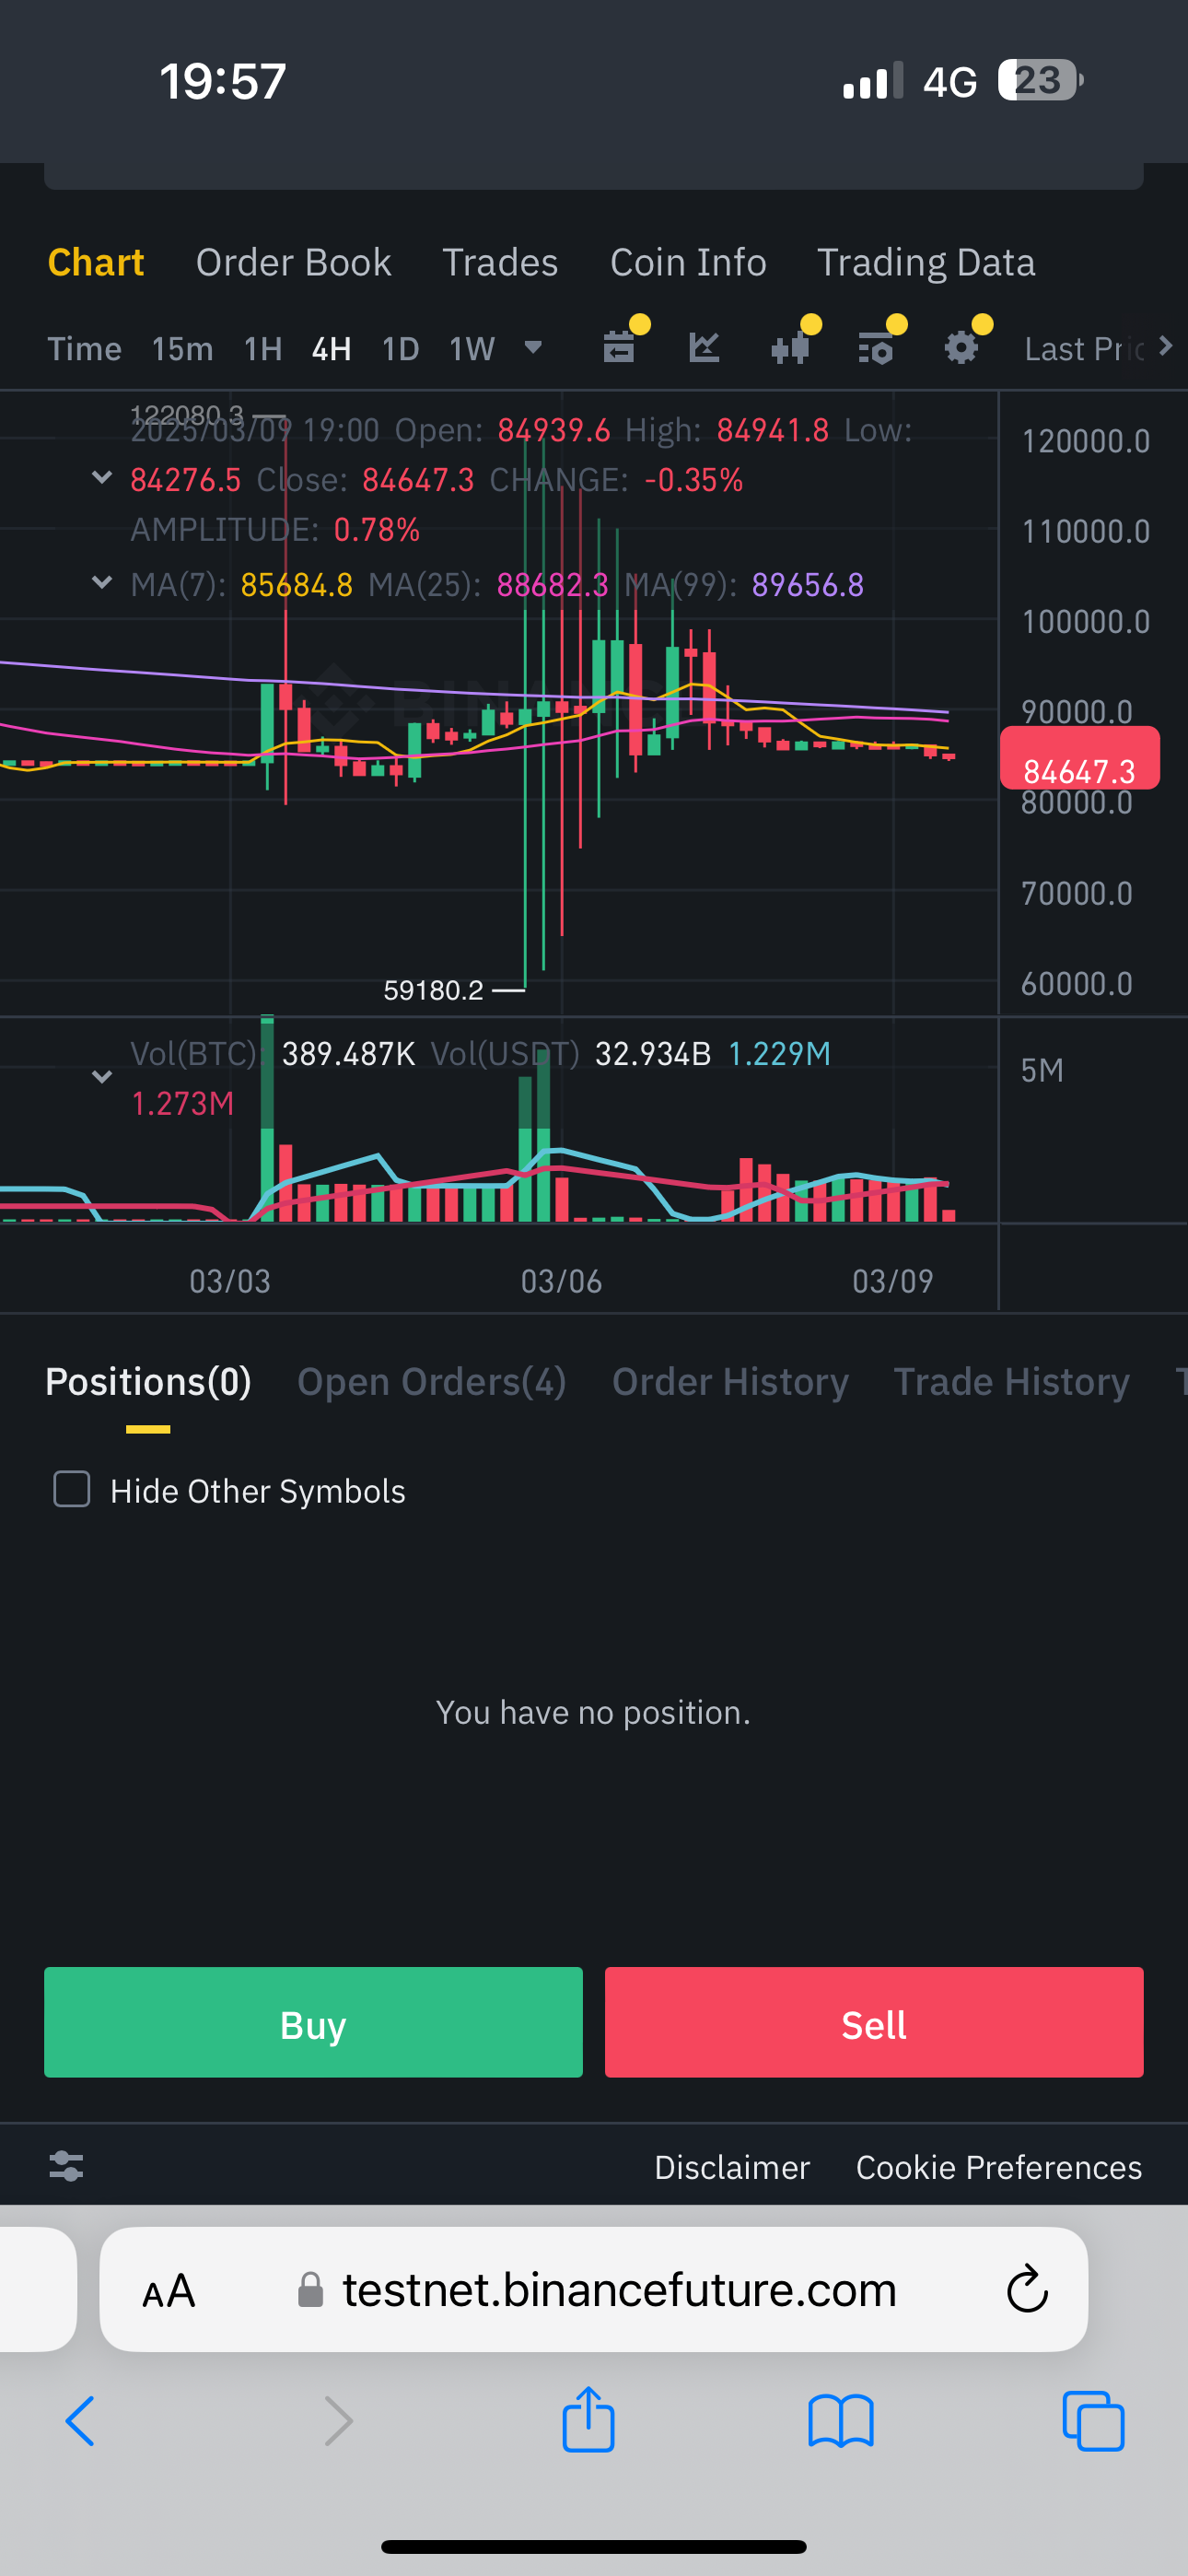 19:57 4G 23
Chart Order Book Trades Coin Info Trading Data
Time 15m 1H 4H 1D 1W Last Pric
122080.3
2025/03/09 19:00 Open: 84939.6 High: 84941.8 Low:
84276.5 Close: 84647.3 CHANGE: -0.35%
AMPLITUDE: 0.78%
MA(7): 85684.8 MA(25): 88682.3 MA(99): 89656.8
120000.0
110000.0
100000.0
90000.0
84647.3
80000.0
70000.0
60000.0
BINANC
59180.2
Vol(BTC): 389.487K Vol(USDT) 32.934B 1.229M
1.273M
5M
03/03 03/06 03/09
Positions(0) Open Orders(4) Order History Trade History T
Hide Other Symbols
You have no position.
Buy Sell
Disclaimer Cookie Preferences
AA testnet.binancefuture.com